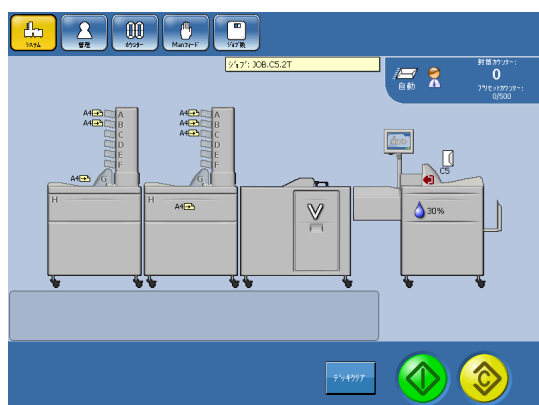 システム
管理
カウンター
Manフィード
ジョブ数
ジョブ: JOB.C5.2T
自動
封筒カウンター:
0
プリセットカウンター:
0/500
A4
A
A4
B
C
D
E
F
A4
G
H
A4
A
A4
B
A4
C
D
E
F
G
H
A4
C5
30%
デッキクリア